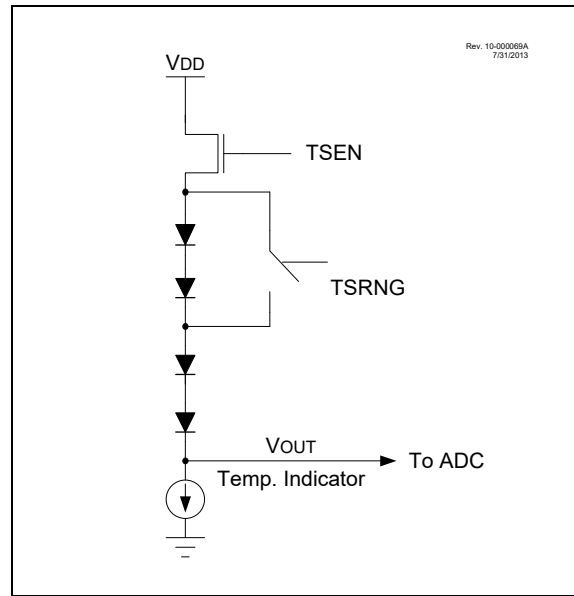 Rev. 10-000069A
7/31/2013
VDD
TSEN
TSRNG
VOUT
To ADC
Temp. Indicator